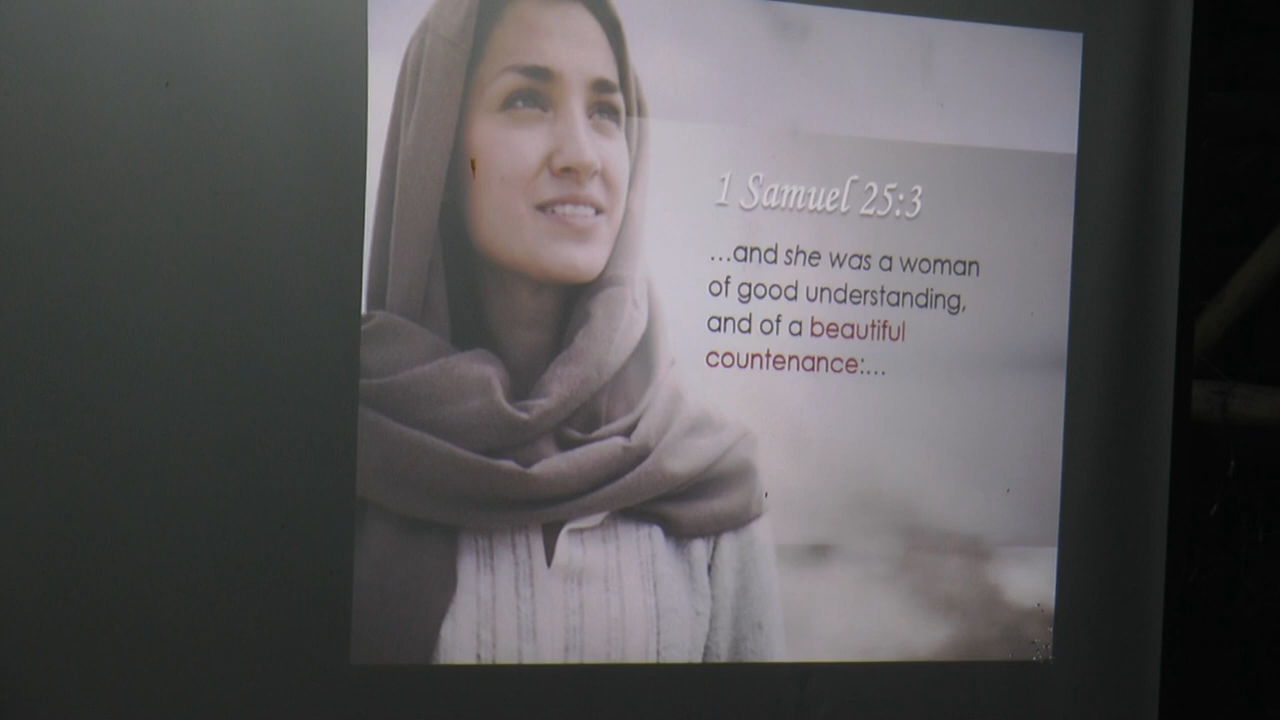 1 Samuel 25:3
...and she was a woman
of good understanding,
and of a beautiful
countenance:...